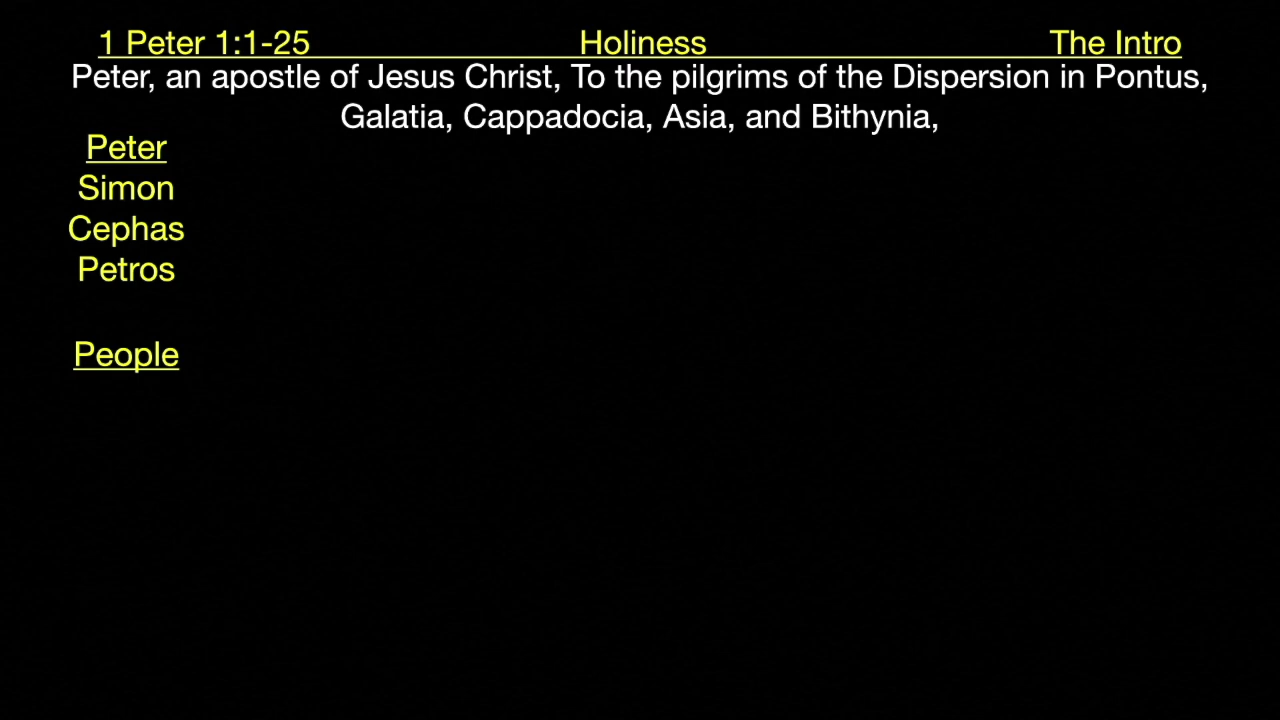 1 Peter 1:1-25 Holiness The Intro
Peter, an apostle of Jesus Christ, To the pilgrims of the Dispersion in Pontus,
Galatia, Cappadocia, Asia, and Bithynia,
Peter
Simon
Cephas
Petros
People